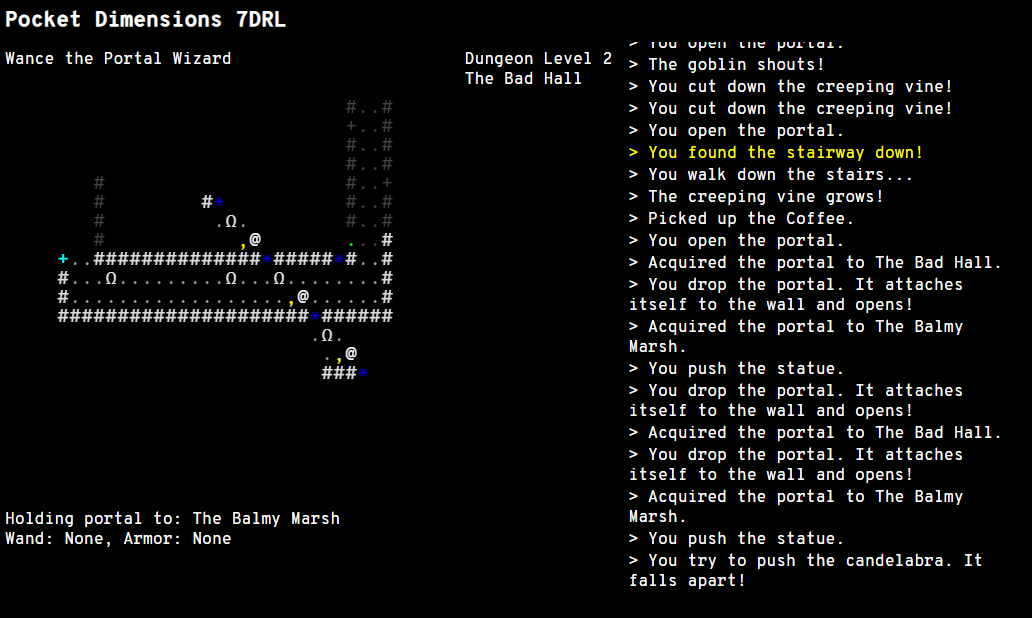 Pocket Dimensions 7DRL
Wance the Portal Wizard
Dungeon Level 2
The Bad Hall
> You open the portal.
> The goblin shouts!
> You cut down the creeping vine!
> You cut down the creeping vine!
> You open the portal.
> You found the stairway down!
> You walk down the stairs...
> The creeping vine grows!
> Picked up the Coffee.
> You open the portal.
> Acquired the portal to The Bad Hall.
> You drop the portal. It attaches
itself to the wall and opens!
> Acquired the portal to The Balmy
Marsh.
> You push the statue.
> You drop the portal. It attaches
itself to the wall and opens!
> Acquired the portal to The Bad Hall.
> You drop the portal. It attaches
itself to the wall and opens!
> Acquired the portal to The Balmy
Marsh.
> You push the statue.
> You try to push the candelabra. It
falls apart!
Holding portal to: The Balmy Marsh
Wand: None, Armor: None